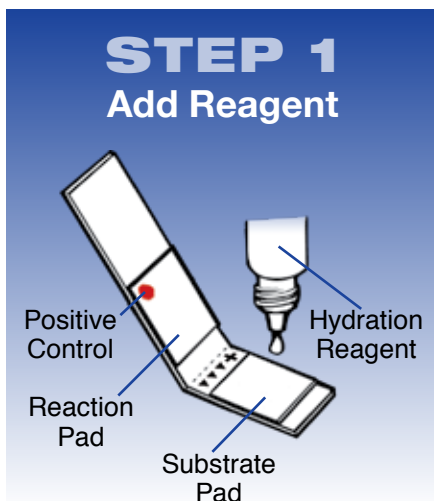 STEP 1
Add Reagent
Positive
Control
Hydration
Reagent
Reaction
Pad
Substrate
Pad